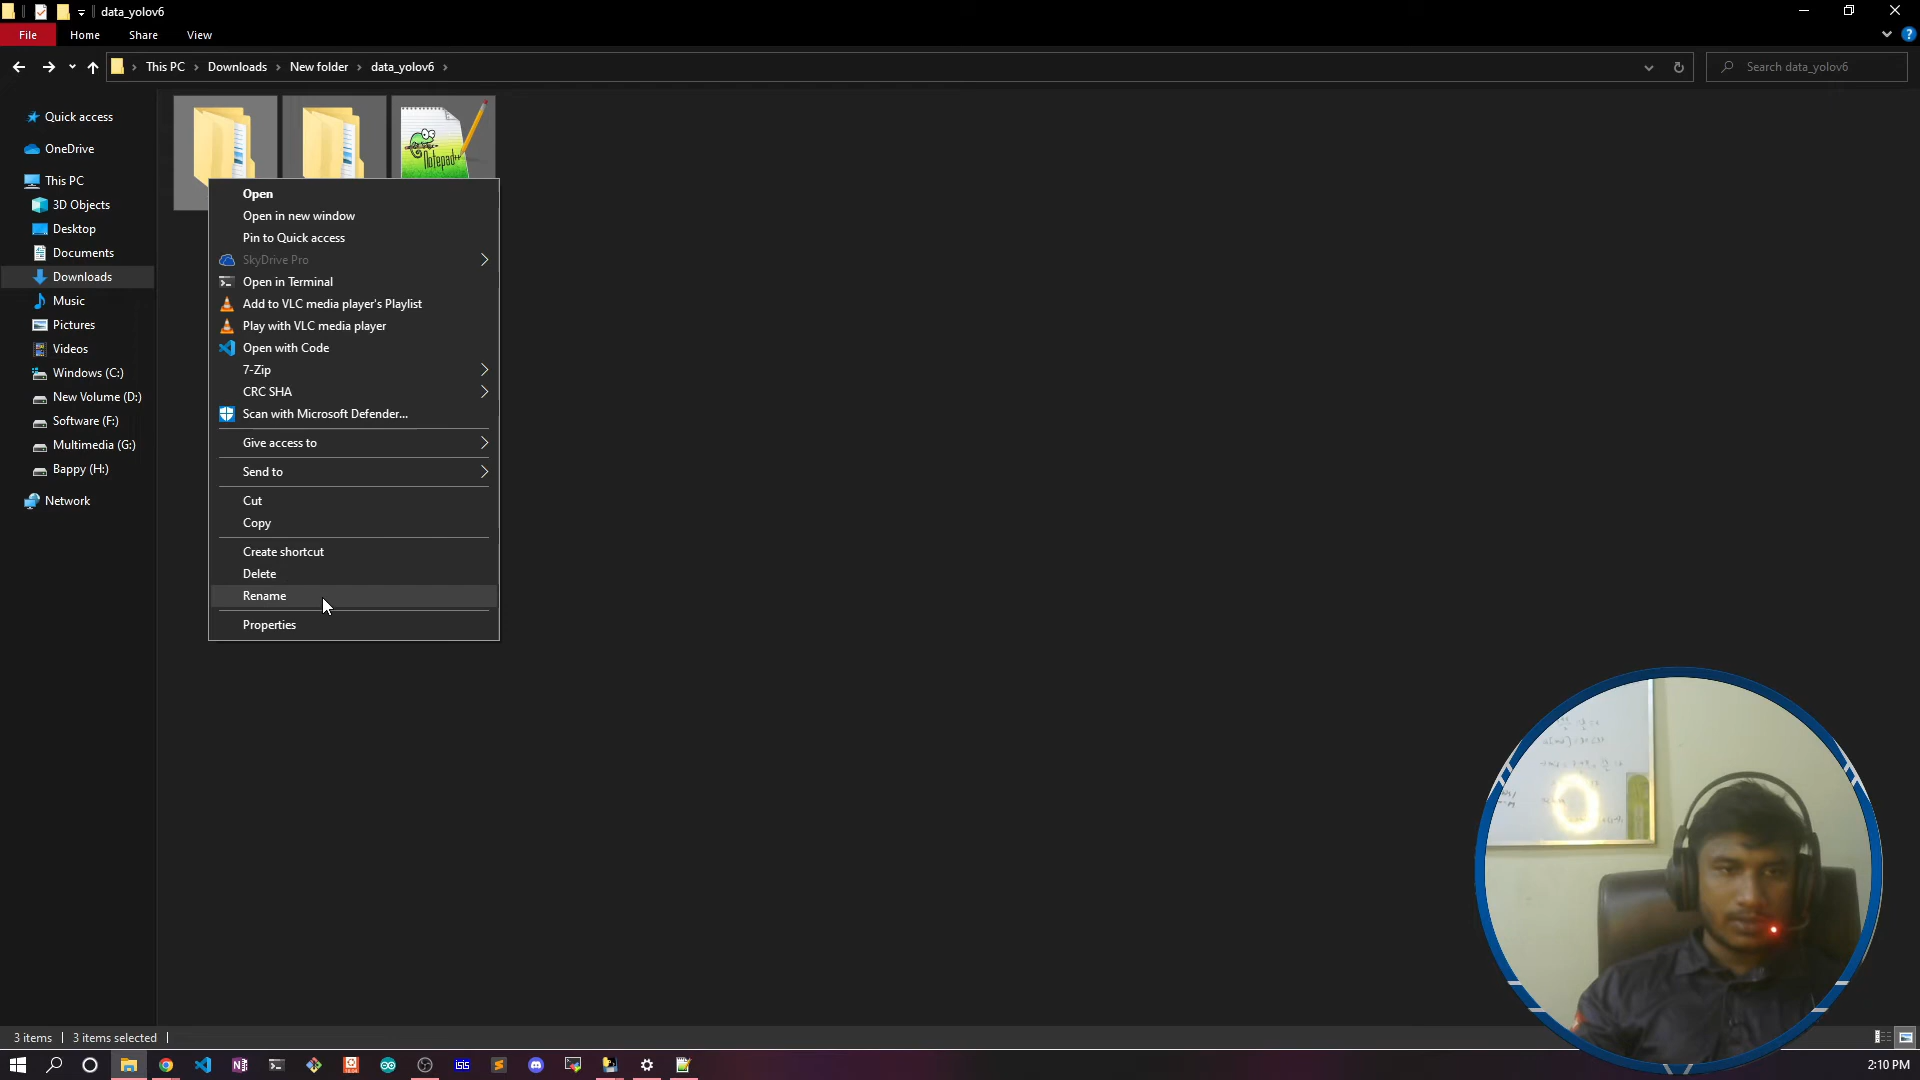 data_yolov6
File Home Share View
This PC Downloads New folder data_yolov6
Search data_yolov6
Quick access
OneDrive
This PC
3D Objects
Desktop
Documents
Downloads
Music
Pictures
Videos
Windows (C:)
New Volume (D:)
Software (F:)
Multimedia (G:)
Bappy (H:)
Network
Notepad++
Open
Open in new window
Pin to Quick access
SkyDrive Pro
Open in Terminal
Add to VLC media player's Playlist
Play with VLC media player
Open with Code
7-Zip
CRC SHA
Scan with Microsoft Defender...
Give access to
Send to
Cut
Copy
Create shortcut
Delete
Rename
Properties
3 items 3 items selected
2:10 PM